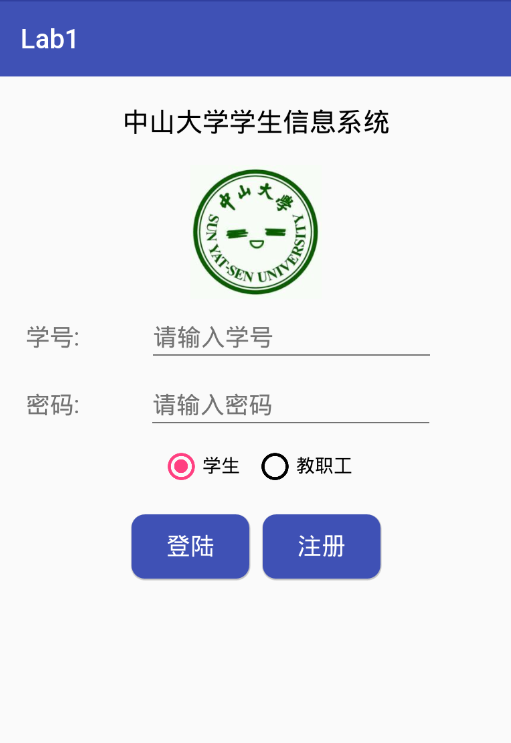 Lab1
中山大学学生信息系统
中山大學
SUN YAT-SEN UNIVERSITY
学号: 请输入学号
密码: 请输入密码
学生 教职工
登陆 注册